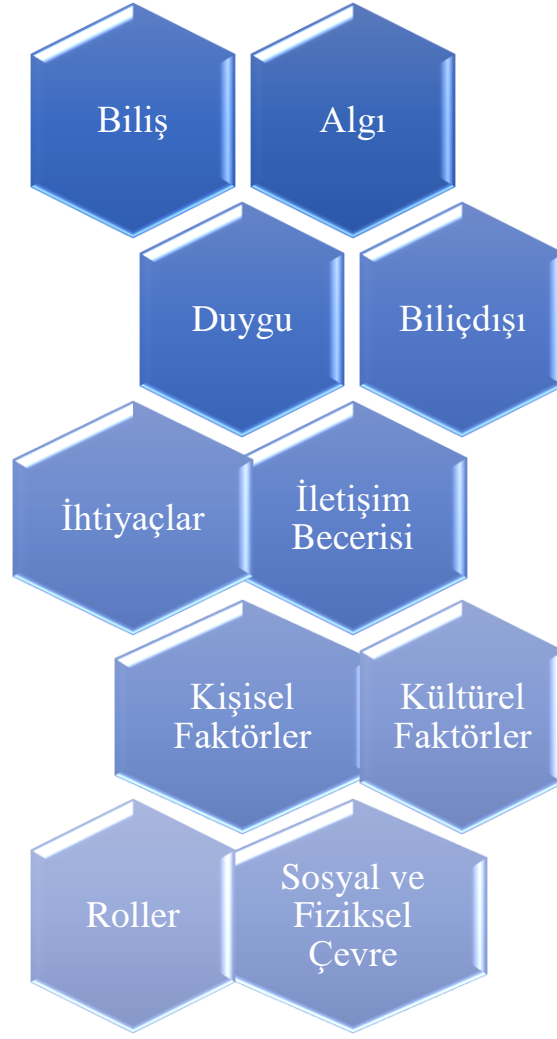 Biliş
Algı
Duygu
Biliçdışı
İhtiyaçlar
İletişim
Becerisi
Kişisel
Faktörler
Kültürel
Faktörler
Roller
Sosyal ve
Fiziksel
Çevre